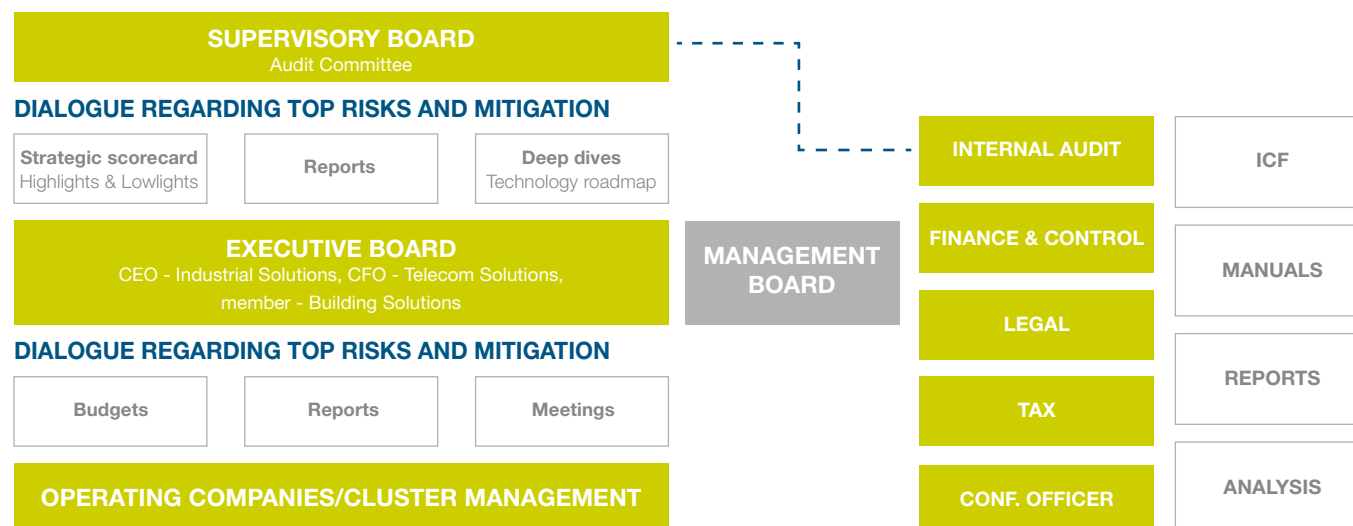 SUPERVISORY BOARD
Audit Committee
DIALOGUE REGARDING TOP RISKS AND MITIGATION
Strategic scorecard
Highlights & Lowlights
Reports
Deep dives
Technology roadmap
EXECUTIVE BOARD
CEO - Industrial Solutions, CFO - Telecom Solutions,
member - Building Solutions
DIALOGUE REGARDING TOP RISKS AND MITIGATION
Budgets
Reports
Meetings
OPERATING COMPANIES/CLUSTER MANAGEMENT
MANAGEMENT
BOARD
INTERNAL AUDIT
FINANCE & CONTROL
LEGAL
TAX
CONF. OFFICER
ICF
MANUALS
REPORTS
ANALYSIS